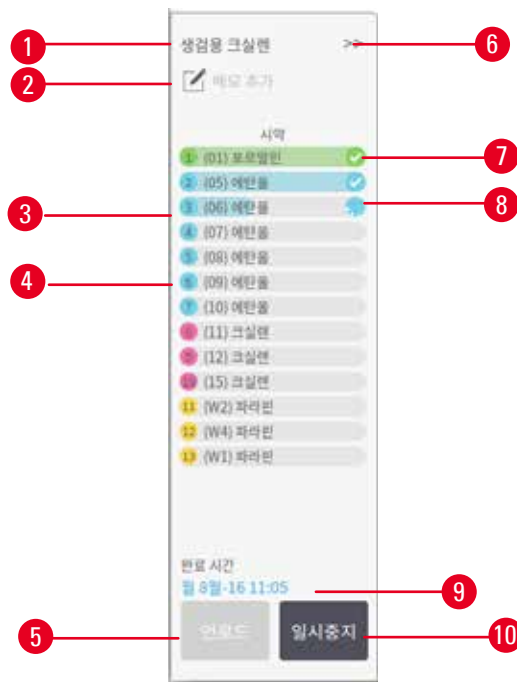 1 생검용 크실렌 >> 6
2 메모 추가
시약
1 (01) 포르말린 7
2 (05) 에탄올
3 3 (06) 에탄올 8
4 (07) 에탄올
5 (08) 에탄올
4 6 (09) 에탄올
7 (10) 에탄올
8 (11) 크실렌
9 (12) 크실렌
10 (15) 크실렌
11 (W2) 파라핀
12 (W4) 파라핀
13 (W1) 파라핀
완료 시간
월 8월-16 11:05 9
5 언로드 일시중지 10